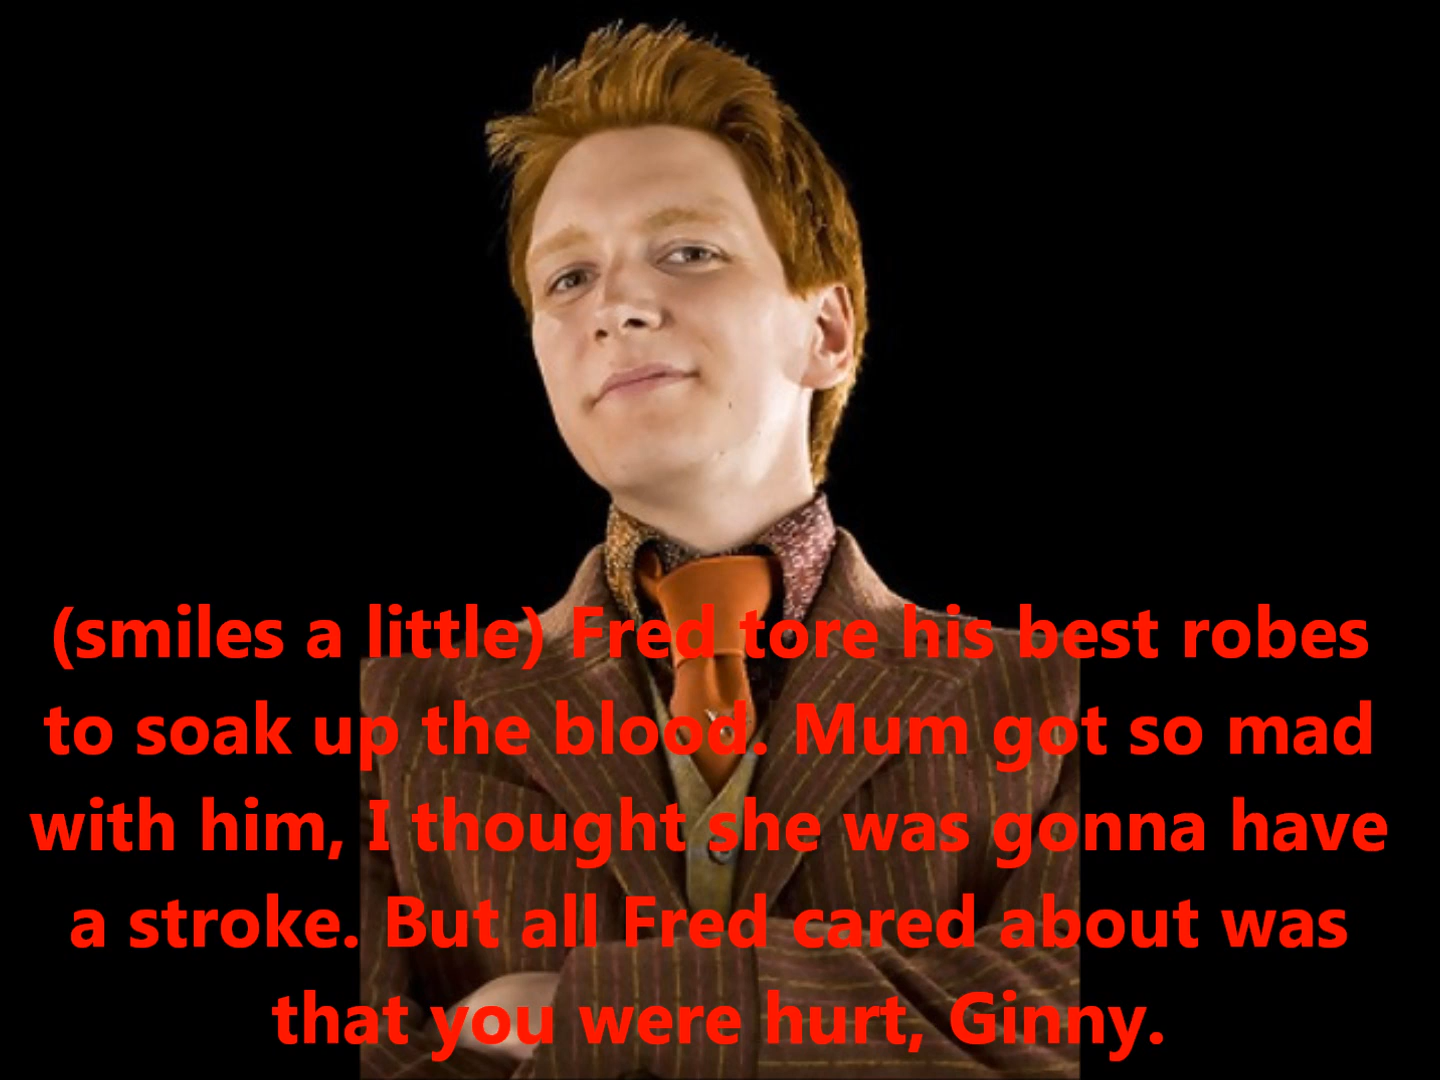 (smiles a little) Fred tore his best robes
to soak up the blood. Mum got so mad
with him, I thought she was gonna have
a stroke. But all Fred cared about was
that you were hurt, Ginny.